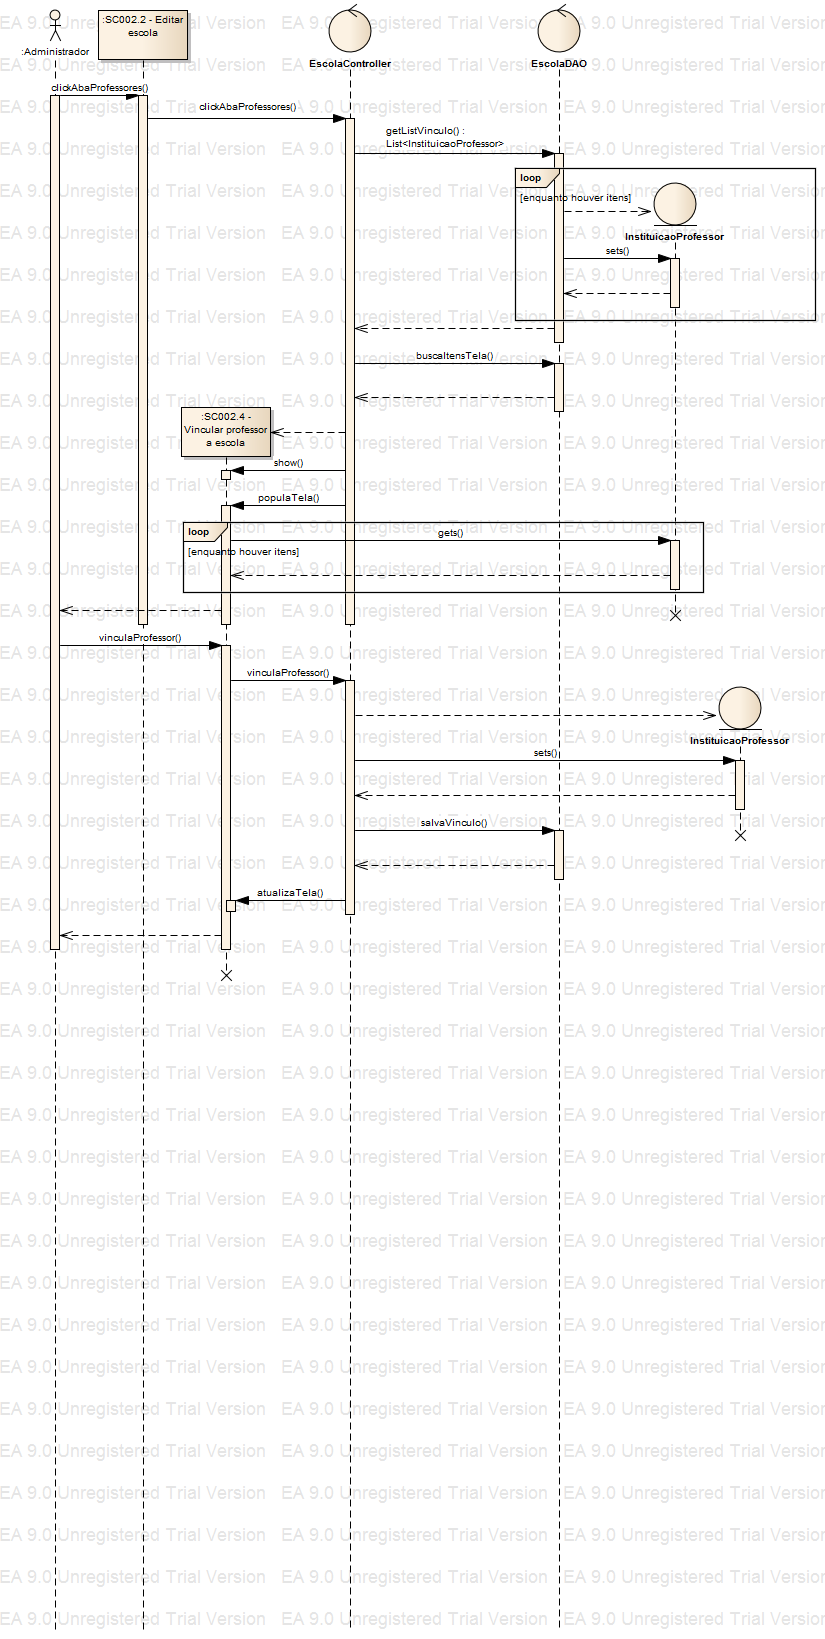 :SC002.2 - Editar
escola
:Administrador
EscolaController
EscolaDAO
clickAbaProfessores()
clickAbaProfessores()
getListVinculo() :
List<InstituicaoProfessor>
loop
[enquanto houver itens]
InstituicaoProfessor
sets()
buscaItensTela()
:SC002.4 -
Vincular professor
a escola
show()
populaTela()
loop
gets()
[enquanto houver itens]
vinculaProfessor()
vinculaProfessor()
InstituicaoProfessor
sets()
salvaVinculo()
atualizaTela()
EA 9.0 Unregistered Trial Version